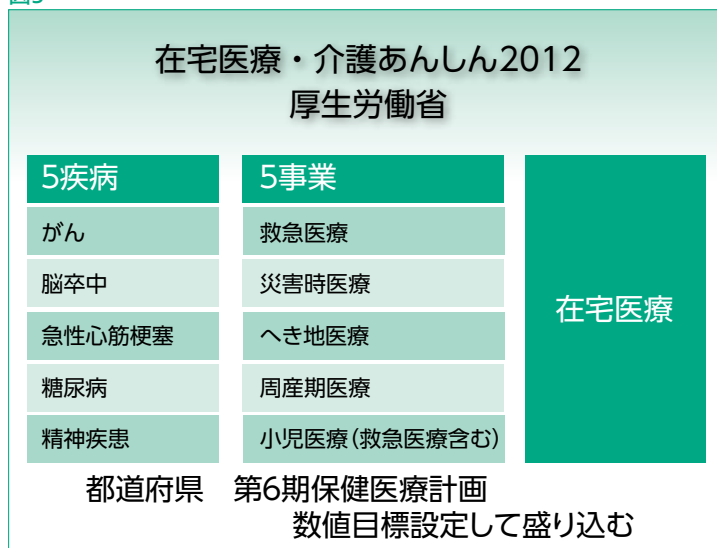 図3
在宅医療・介護あんしん2012
厚生労働省
5疾病
がん
脳卒中
急性心筋梗塞
糖尿病
精神疾患
5事業
救急医療
災害時医療
へき地医療
周産期医療
小児医療(救急医療含む)
在宅医療
都道府県 第6期保健医療計画
数値目標設定して盛り込む